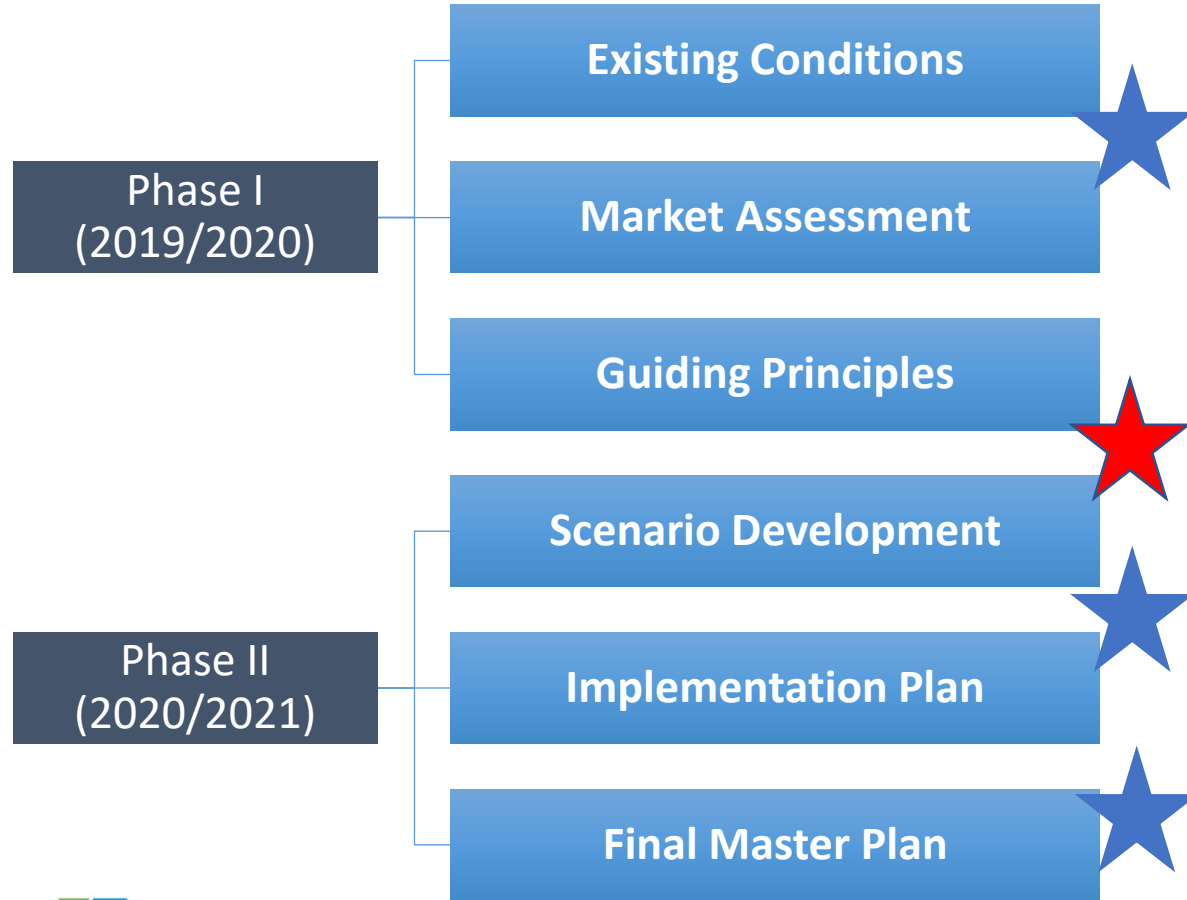 Existing Conditions
Phase I
(2019/2020)
Market Assessment
Guiding Principles
Scenario Development
Phase II
(2020/2021)
Implementation Plan
Final Master Plan